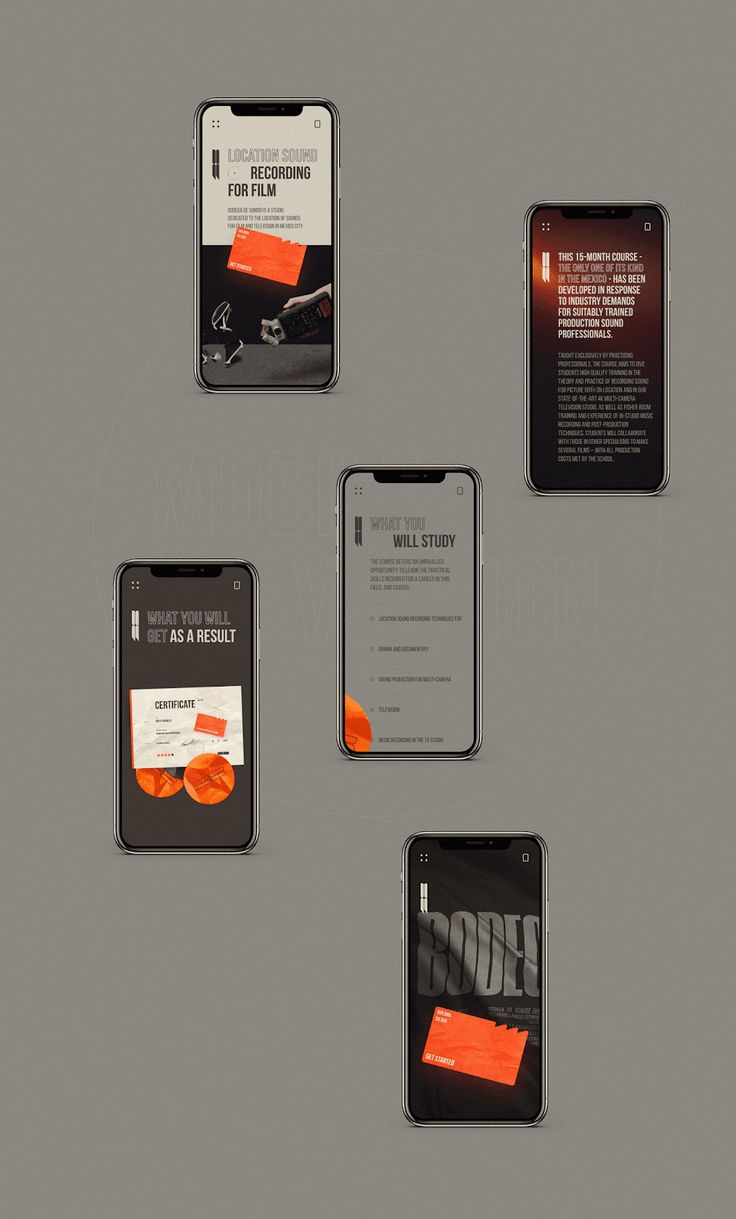 LOCATION SOUND
RECORDING
FOR FILM
BODEGA DE SONIDO IS A STUDIO
DEDICATED TO THE LOCATION OF SOUNDS
FOR FILM AND TELEVISION IN MEXICO CITY.
GET STARTED
THIS 15-MONTH COURSE -
THE ONLY ONE OF ITS KIND
IN THE MEXICO - HAS BEEN
DEVELOPED IN RESPONSE
TO INDUSTRY DEMANDS
FOR SUITABLY TRAINED
PRODUCTION SOUND
PROFESSIONALS.
TAUGHT EXCLUSIVELY BY PRACTISING
PROFESSIONALS, THE COURSE AIMS TO GIVE
STUDENTS HIGH QUALITY TRAINING IN THE
THEORY AND PRACTICE OF RECORDING SOUND
FOR PICTURE BOTH ON LOCATION AND IN OUR
STATE-OF-THE-ART 4K MULTI-CAMERA
TELEVISION STUDIO, AS WELL AS FISHER BOOM
TRAINING AND EXPERIENCE OF IN-STUDIO MUSIC
RECORDING AND POST-PRODUCTION
TECHNIQUES. STUDENTS WILL COLLABORATE
WITH THOSE IN OTHER SPECIALISMS TO MAKE
SEVERAL FILMS – WITH ALL PRODUCTION
COSTS MET BY THE SCHOOL.
WHAT YOU
WILL STUDY
THE COURSE OFFERS AN UNRIVALLED
OPPORTUNITY TO LEARN THE PRACTICAL
SKILLS REQUIRED FOR A CAREER IN THIS
FIELD, AND COVERS:
01 LOCATION SOUND RECORDING TECHNIQUES FOR
02 DRAMA AND DOCUMENTARY
03 SOUND PRODUCTION FOR MULTI-CAMERA
04 TELEVISION
MUSIC RECORDING IN THE TV STUDIO
WHAT YOU WILL
GET AS A RESULT
CERTIFICATE
BODEG
BODEGA DE SONIDO
GET STARTED